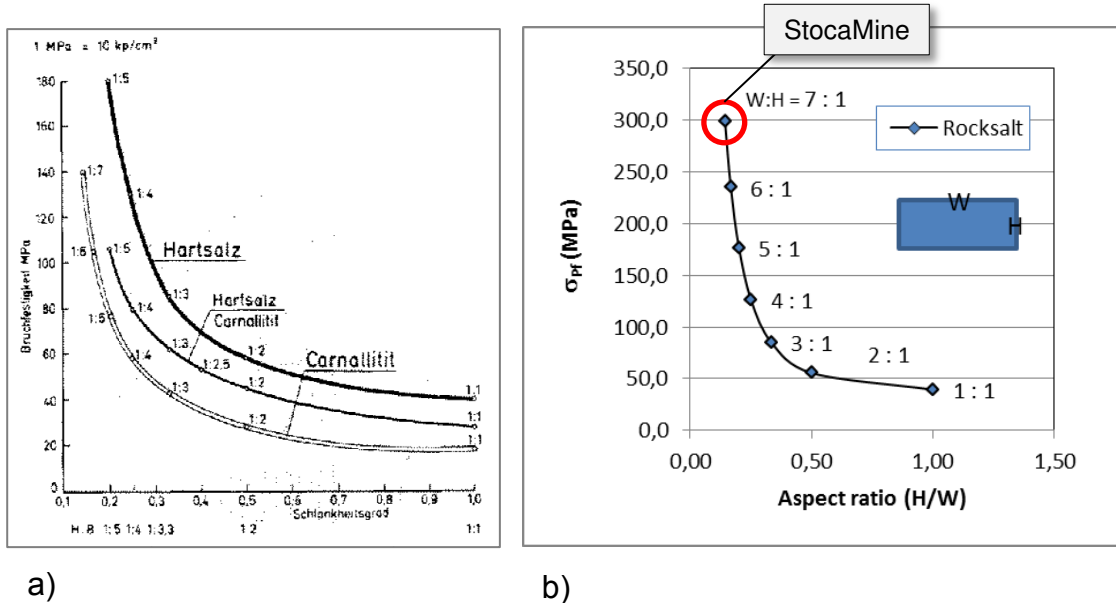 1 MPa = 10 kp/cm²
Bruchfestigkeit MPa
180
160
140
120
100
80
60
40
20
0
1:5
1:4
1:3
1:2
1:1
Hartsalz
1:5
1:4
1:3
1:2,5
1:2
1:1
Hartsalz
Carnallitit
1:7
1:6
1:5
1:4
1:3
1:2
1:1
Carnallitit
0,1 0,2 0,3 0,4 0,5 0,6 0,7 0,8 0,9 1,0
Schlankheitsgrad
H:B 1:5 1:4 1:3,3 1:2 1:1
a)
StocaMine
σPf (MPa)
350,0
300,0
250,0
200,0
150,0
100,0
50,0
0,0
W:H = 7 : 1
6 : 1
5 : 1
4 : 1
3 : 1
2 : 1
1 : 1
Rocksalt
W
H
0,00 0,50 1,00 1,50
Aspect ratio (H/W)
b)